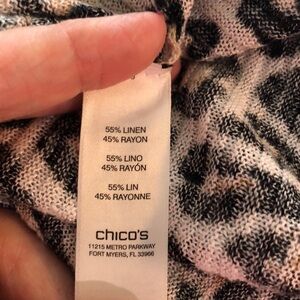 55% LINEN
45% RAYON
55% LINO
45% RAYÓN
55% LIN
45% RAYONNE
chico's
11215 METRO PARKWAY
FORT MYERS, FL 33966